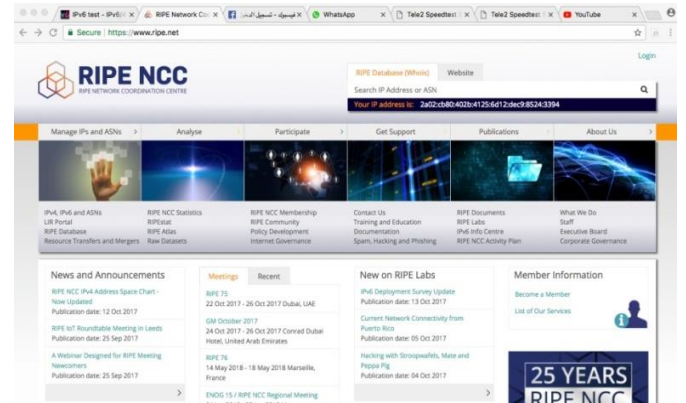 IPv6 test - IPv6/
RIPE Network Co
فيسبوك - تسجيل الد
WhatsApp
Tele2 Speedtest
Tele2 Speedtest
YouTube
Secure | https://www.ripe.net
Login
RIPE NCC
RIPE NETWORK COORDINATION CENTRE
RIPE Database (Whois) Website
Search IP Address or ASN
Your IP address is: 2a02:cb80:402b:4125:6d12:dec9:8524:3394
Manage IPs and ASNs > Analyse > Participate > Get Support > Publications > About Us >
IPv4, IPv6 and ASNs
LIR Portal
RIPE Database
Resource Transfers and Mergers
RIPE NCC Statistics
RIPEstat
RIPE Atlas
Raw Datasets
RIPE NCC Membership
RIPE Community
Policy Development
Internet Governance
Contact Us
Training and Education
Documentation
Spam, Hacking and Phishing
RIPE Documents
RIPE Labs
IPv6 Info Centre
RIPE NCC Activity Plan
What We Do
Staff
Executive Board
Corporate Governance
News and Announcements
RIPE NCC IPv4 Address Space Chart -
Now Updated
Publication date: 12 Oct 2017
RIPE IoT Roundtable Meeting in Leeds
Publication date: 25 Sep 2017
A Webinar Designed for RIPE Meeting
Newcomers
Publication date: 25 Sep 2017
>
Meetings Recent
RIPE 75
22 Oct 2017 - 26 Oct 2017 Dubai, UAE
GM October 2017
24 Oct 2017 - 26 Oct 2017 Conrad Dubai
Hotel, United Arab Emirates
RIPE 76
14 May 2018 - 18 May 2018 Marseille,
France
ENOG 15 / RIPE NCC Regional Meeting
New on RIPE Labs
IPv6 Deployment Survey Update
Publication date: 13 Oct 2017
Current Network Connectivity from
Puerto Rico
Publication date: 05 Oct 2017
Hacking with Stroopwafels, Mate and
Peppa Pig
Publication date: 04 Oct 2017
>
Member Information
Become a Member
List of Our Services
25 YEARS
RIPE NCC